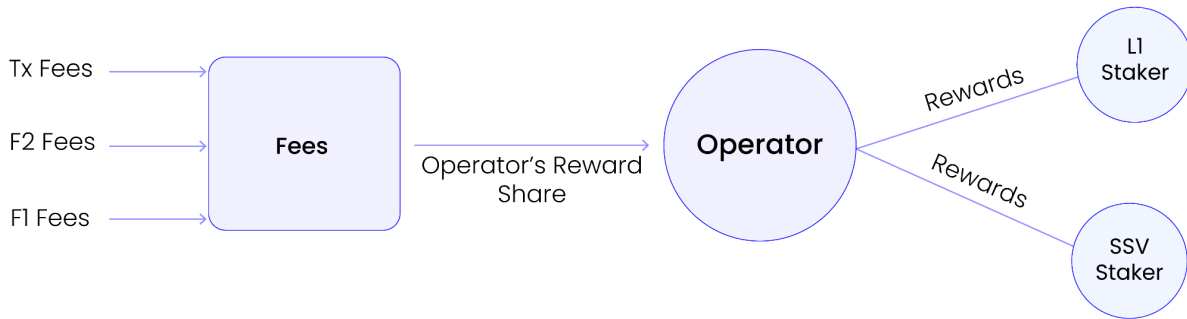 Tx Fees
F2 Fees
F1 Fees
Fees
Operator’s Reward
Share
Operator
Rewards
Rewards
L1
Staker
SSV
Staker